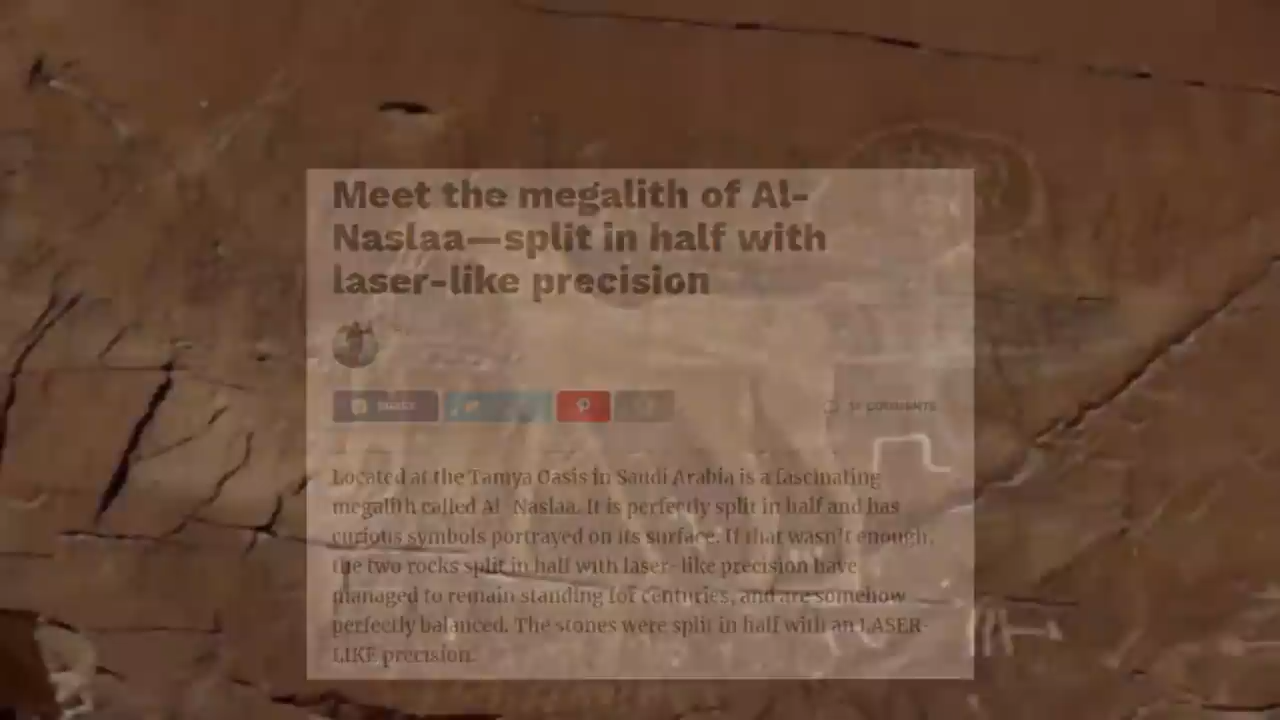 Meet the megalith of Al-
Naslaa—split in half with
laser-like precision
SHARE
51 COMMENTS
Located at the Tamya Oasis in Saudi Arabia is a fascinating
megalith called Al-Naslaa. It is perfectly split in half and has
curious symbols portrayed on its surface. If that wasn't enough,
the two rocks split in half with laser-like precision have
managed to remain standing for centuries, and are somehow
perfectly balanced. The stones were split in half with an LASER-
LIKE precision.